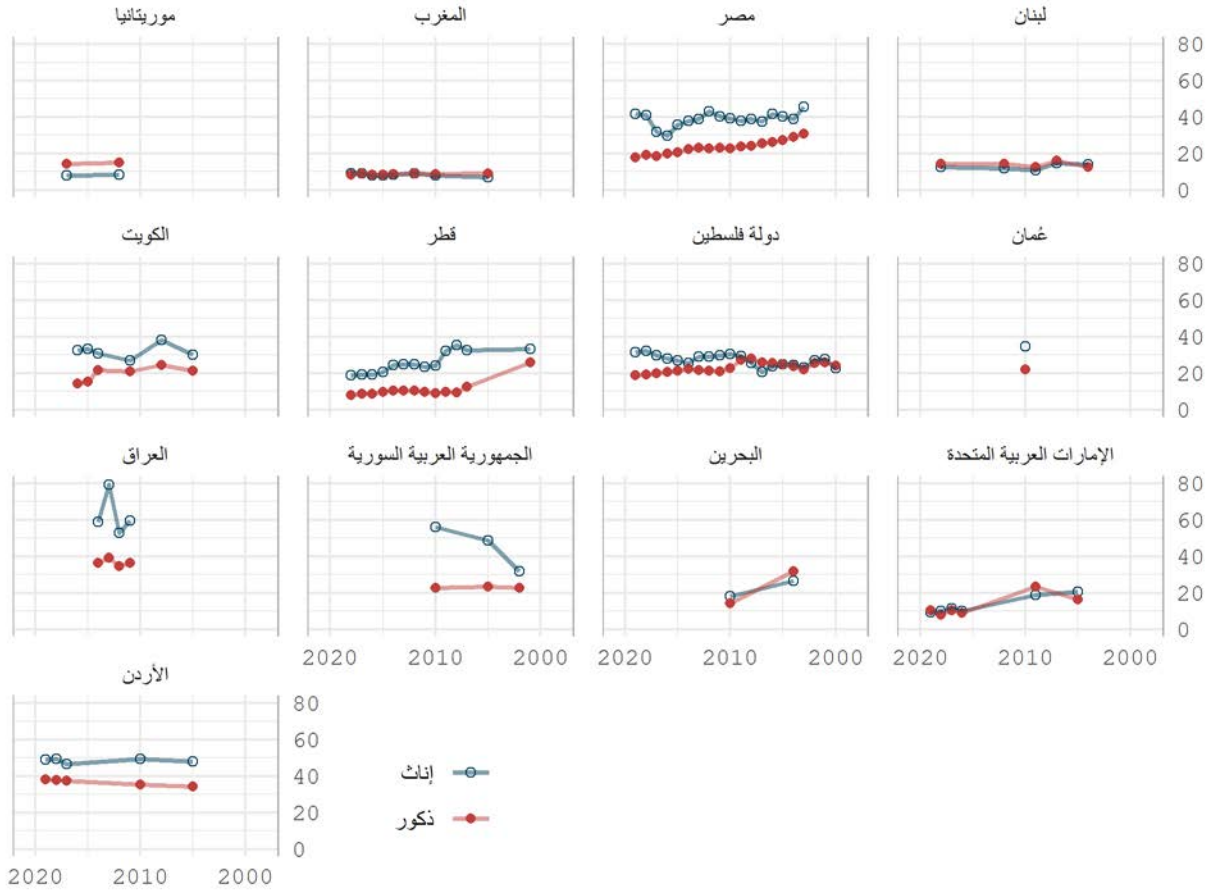 لبنان
مصر
المغرب
موريتانيا
80
60
40
20
0
عُمان
دولة فلسطين
قطر
الكويت
80
60
40
20
0
الإمارات العربية المتحدة
البحرين
الجمهورية العربية السورية
العراق
80
60
40
20
0
2020 2010 2000
2020 2010 2000
2020 2010 2000
الأردن
80
60
40
20
0
2020 2010 2000
إناث
ذكور